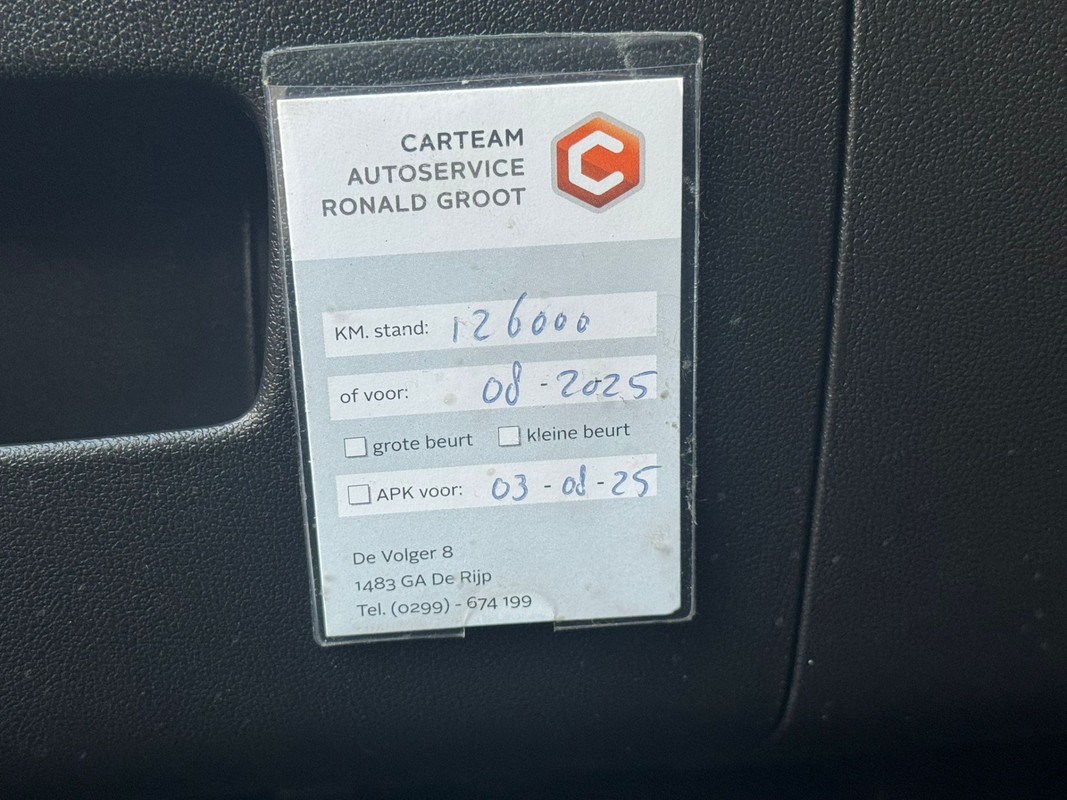 CARTEAM
AUTOSERVICE
RONALD GROOT
KM. stand: 126000
of voor: 08 - 2025
grote beurt kleine beurt
APK voor: 03 - 08 - 25
De Volger 8
1483 GA De Rijp
Tel. (0299) - 674 199